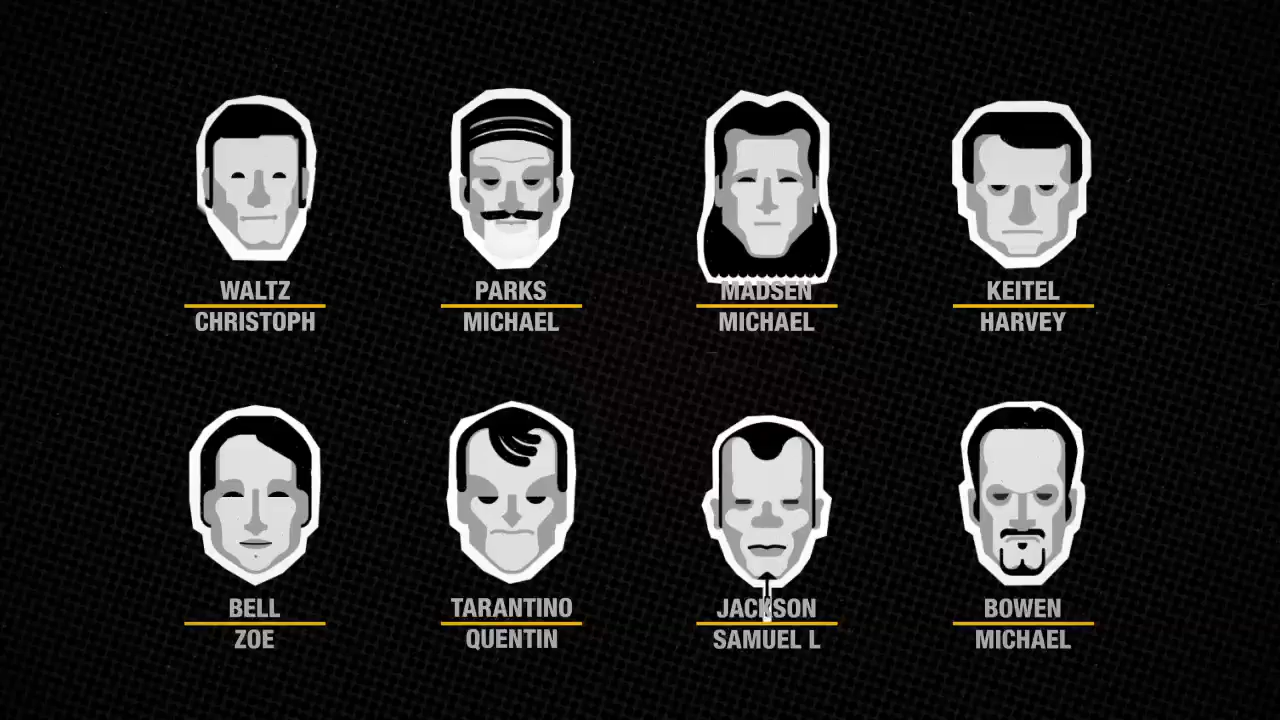 WALTZ
CHRISTOPH
PARKS
MICHAEL
MADSEN
MICHAEL
KEITEL
HARVEY
BELL
ZOE
TARANTINO
QUENTIN
JACKSON
SAMUEL L
BOWEN
MICHAEL